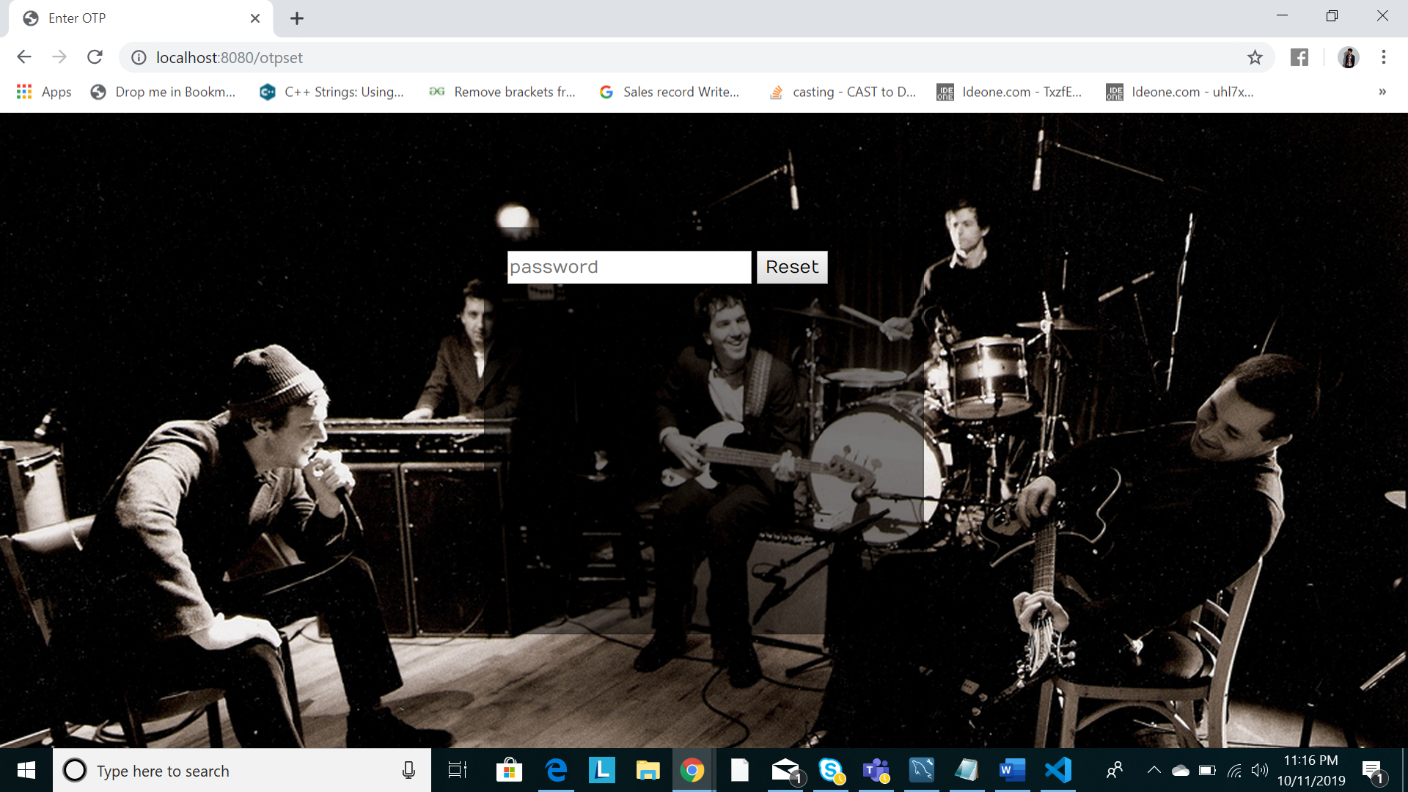 Enter OTP
localhost:8080/otpset
Apps
Drop me in Bookm...
C++ Strings: Using...
Remove brackets fr...
Sales record Write...
casting - CAST to D...
Ideone.com - TxzfE...
Ideone.com - uhl7x...
»
password
Reset
Type here to search
11:16 PM
10/11/2019